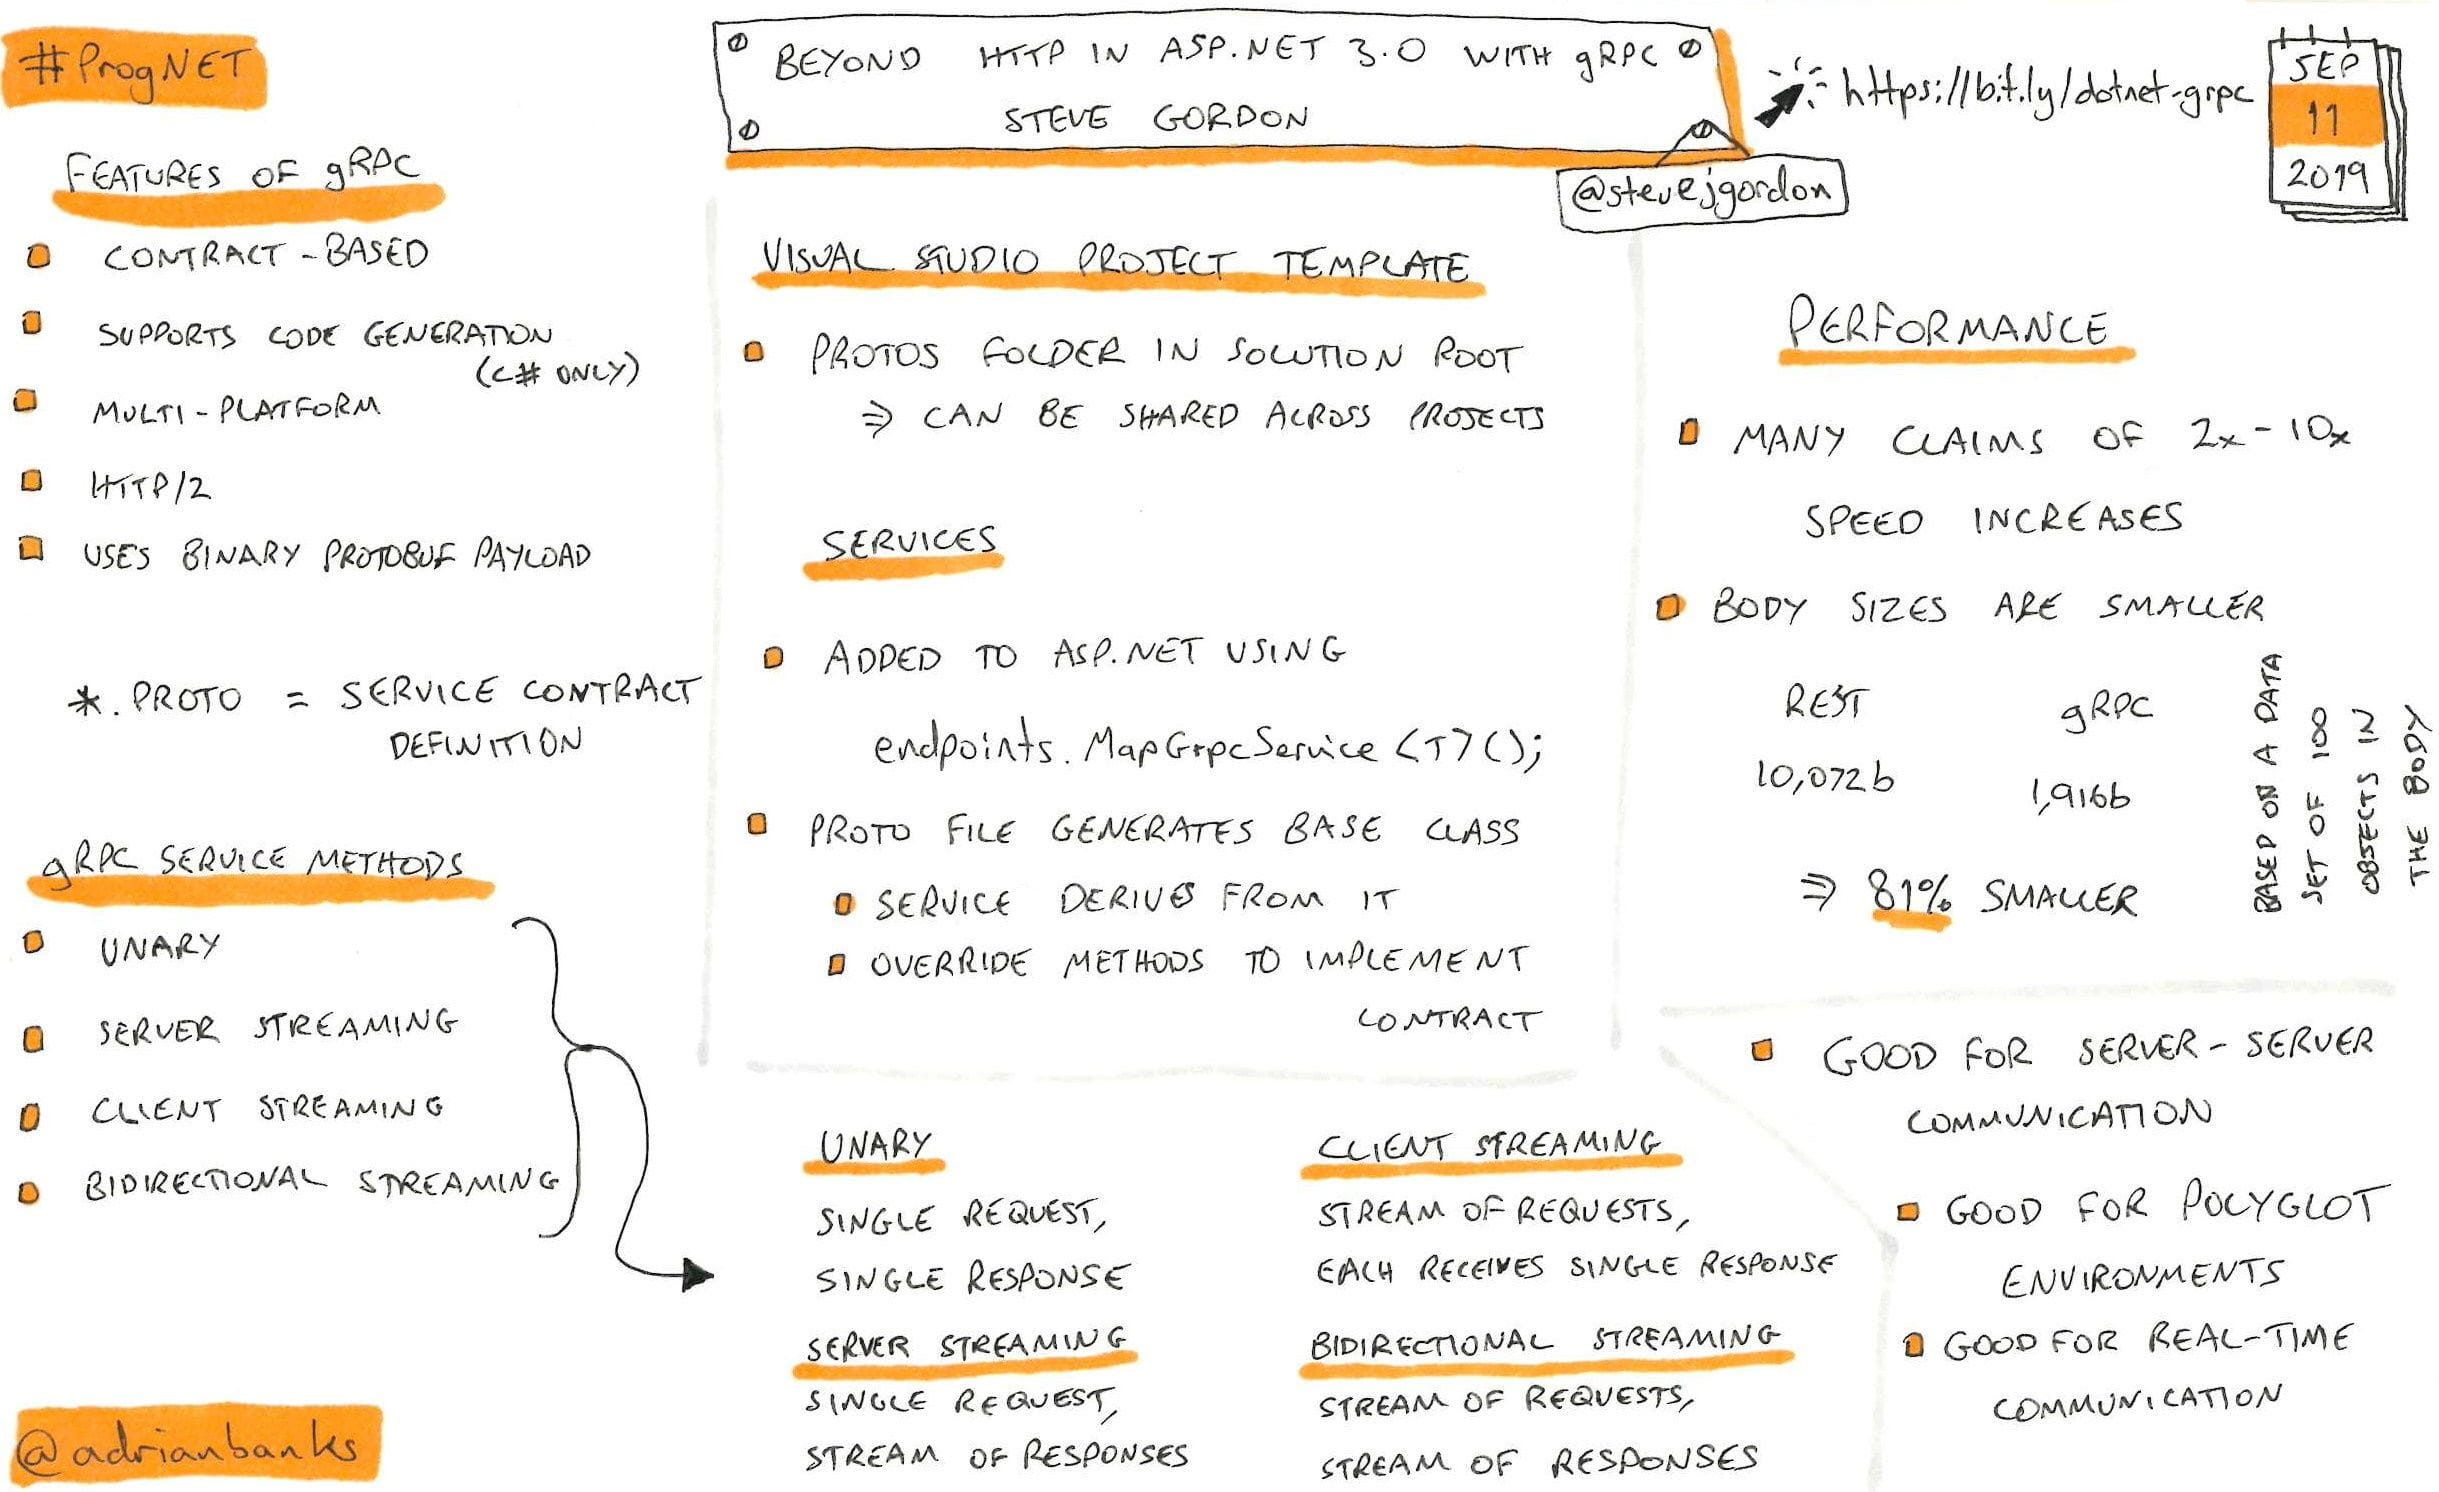 #ProgNET
BEYOND HTTP IN ASP.NET 3.0 WITH gRPC
STEVE GORDON
@stevejgordon
https://bit.ly/dotnet-grpc
SEP
11
2019
FEATURES OF gRPC
CONTRACT-BASED
SUPPORTS CODE GENERATION
(C# ONLY)
MULTI-PLATFORM
HTTP/2
USES BINARY PROTOBUF PAYLOAD
*.PROTO = SERVICE CONTRACT
DEFINITION
gRPC SERVICE METHODS
UNARY
SERVER STREAMING
CLIENT STREAMING
BIDIRECTIONAL STREAMING
@adrianbanks
VISUAL STUDIO PROJECT TEMPLATE
PROTOS FOLDER IN SOLUTION ROOT
⇒ CAN BE SHARED ACROSS PROJECTS
SERVICES
ADDED TO ASP.NET USING
endpoints.MapGrpcService<T>();
PROTO FILE GENERATES BASE CLASS
SERVICE DERIVES FROM IT
OVERRIDE METHODS TO IMPLEMENT
CONTRACT
UNARY
SINGLE REQUEST,
SINGLE RESPONSE
SERVER STREAMING
SINGLE REQUEST,
STREAM OF RESPONSES
CLIENT STREAMING
STREAM OF REQUESTS,
EACH RECEIVES SINGLE RESPONSE
BIDIRECTIONAL STREAMING
STREAM OF REQUESTS,
STREAM OF RESPONSES
PERFORMANCE
MANY CLAIMS OF 2x-10x
SPEED INCREASES
BODY SIZES ARE SMALLER
REST gRPC
10,072b 1,916b
⇒ 81% SMALLER
BASED ON A DATA
SET OF 100
OBJECTS IN
THE BODY
GOOD FOR SERVER-SERVER
COMMUNICATION
GOOD FOR POLYGLOT
ENVIRONMENTS
GOOD FOR REAL-TIME
COMMUNICATION